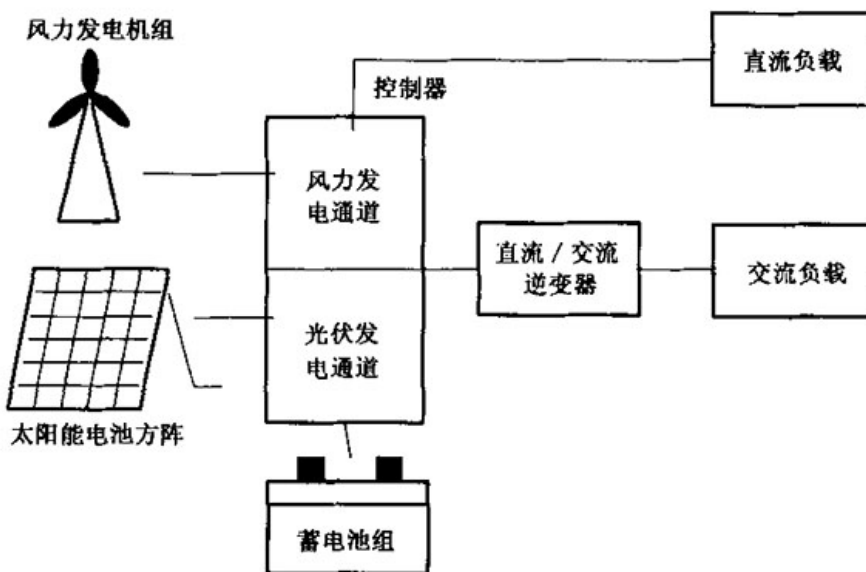 风力发电机组
直流负载
控制器
风力发
电通道
直流/交流
逆变器
交流负载
光伏发
电通道
太阳能电池方阵
蓄电池组